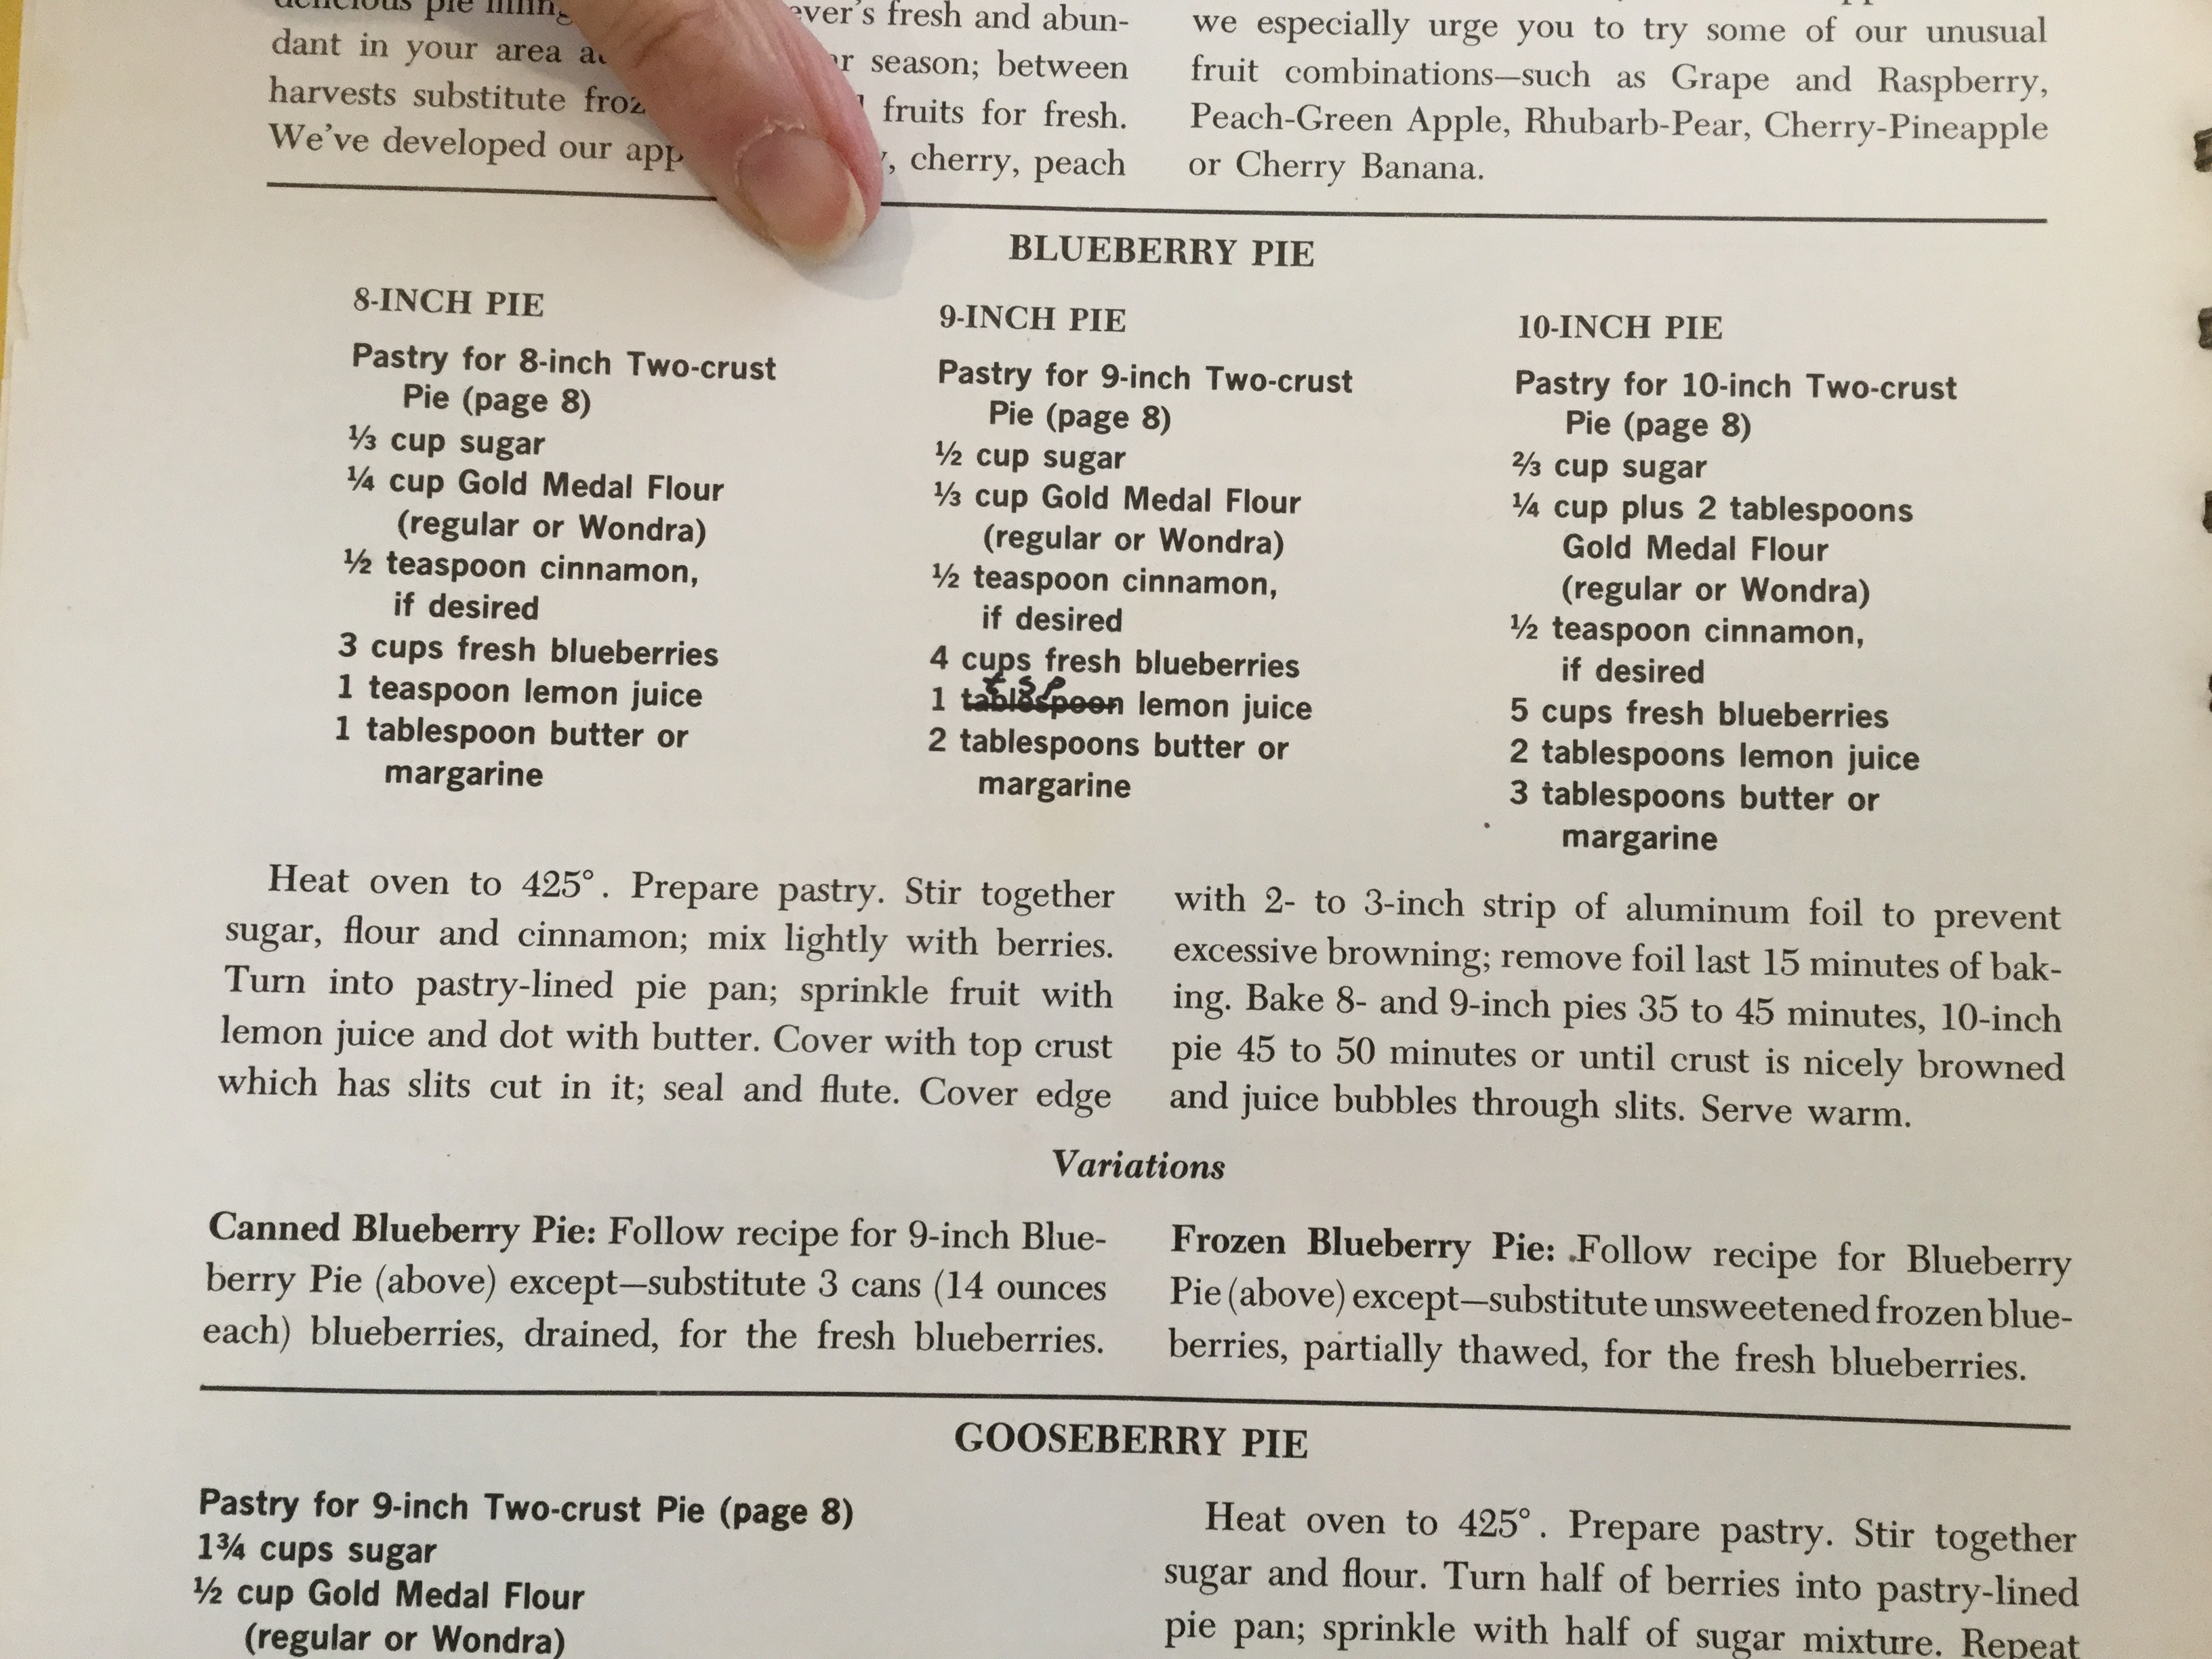 delicious pie ever's fresh and abun-
dant in your area season; between
harvests substitute fruits for fresh.
We've developed our cherry, peach
we especially urge you to try some of our unusual
fruit combinations—such as Grape and Raspberry,
Peach-Green Apple, Rhubarb-Pear, Cherry-Pineapple
or Cherry Banana.
BLUEBERRY PIE
8-INCH PIE
Pastry for 8-inch Two-crust
Pie (page 8)
⅓ cup sugar
¼ cup Gold Medal Flour
(regular or Wondra)
½ teaspoon cinnamon,
if desired
3 cups fresh blueberries
1 teaspoon lemon juice
1 tablespoon butter or
margarine
9-INCH PIE
Pastry for 9-inch Two-crust
Pie (page 8)
½ cup sugar
⅓ cup Gold Medal Flour
(regular or Wondra)
½ teaspoon cinnamon,
if desired
4 cups fresh blueberries
tsp
1 tablespoon lemon juice
2 tablespoons butter or
margarine
10-INCH PIE
Pastry for 10-inch Two-crust
Pie (page 8)
⅔ cup sugar
¼ cup plus 2 tablespoons
Gold Medal Flour
(regular or Wondra)
½ teaspoon cinnamon,
if desired
5 cups fresh blueberries
2 tablespoons lemon juice
3 tablespoons butter or
margarine
Heat oven to 425°. Prepare pastry. Stir together
sugar, flour and cinnamon; mix lightly with berries.
Turn into pastry-lined pie pan; sprinkle fruit with
lemon juice and dot with butter. Cover with top crust
which has slits cut in it; seal and flute. Cover edge
with 2- to 3-inch strip of aluminum foil to prevent
excessive browning; remove foil last 15 minutes of bak-
ing. Bake 8- and 9-inch pies 35 to 45 minutes, 10-inch
pie 45 to 50 minutes or until crust is nicely browned
and juice bubbles through slits. Serve warm.
Variations
Canned Blueberry Pie: Follow recipe for 9-inch Blue-
berry Pie (above) except—substitute 3 cans (14 ounces
each) blueberries, drained, for the fresh blueberries.
Frozen Blueberry Pie: Follow recipe for Blueberry
Pie (above) except—substitute unsweetened frozen blue-
berries, partially thawed, for the fresh blueberries.
GOOSEBERRY PIE
Pastry for 9-inch Two-crust Pie (page 8)
1¾ cups sugar
½ cup Gold Medal Flour
(regular or Wondra)
Heat oven to 425°. Prepare pastry. Stir together
sugar and flour. Turn half of berries into pastry-lined
pie pan; sprinkle with half of sugar mixture. Repeat